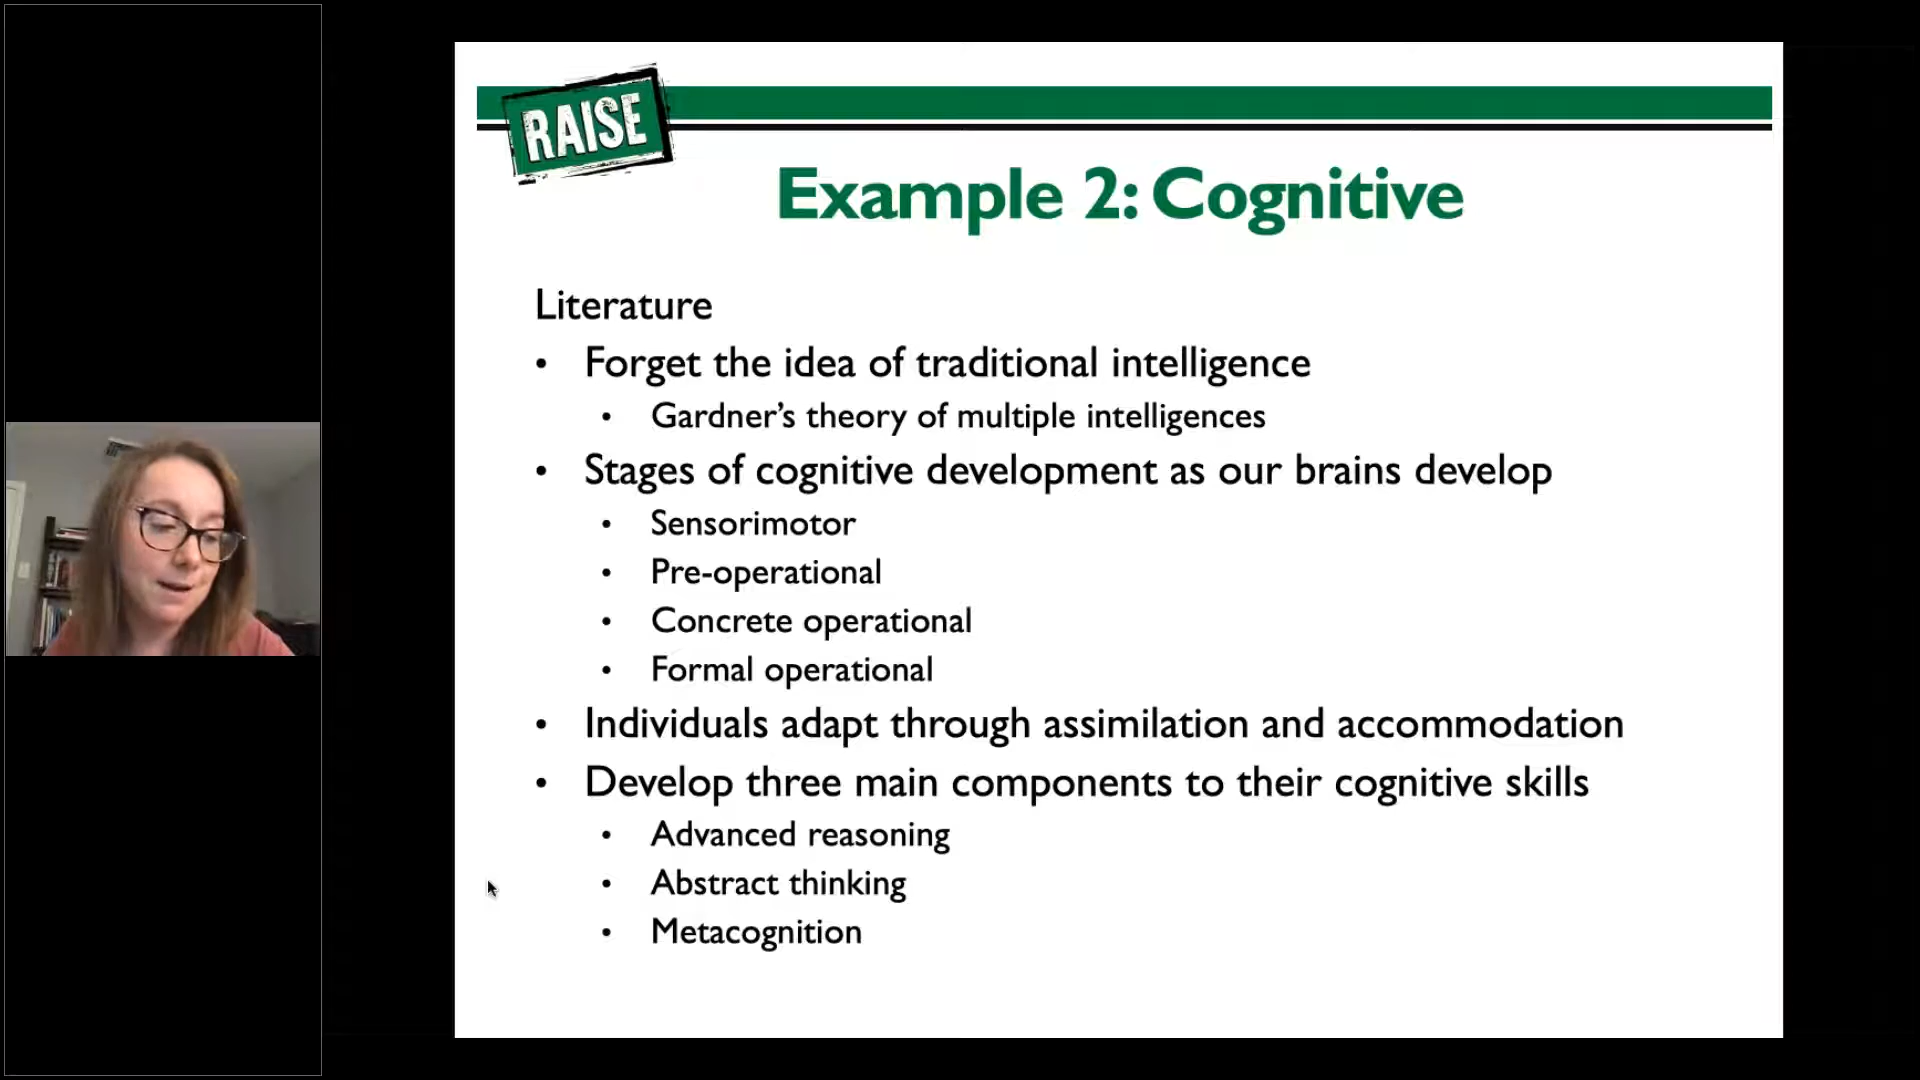 RAISE
Example 2: Cognitive
Literature
• Forget the idea of traditional intelligence
• Gardner’s theory of multiple intelligences
• Stages of cognitive development as our brains develop
• Sensorimotor
• Pre-operational
• Concrete operational
• Formal operational
• Individuals adapt through assimilation and accommodation
• Develop three main components to their cognitive skills
• Advanced reasoning
• Abstract thinking
• Metacognition